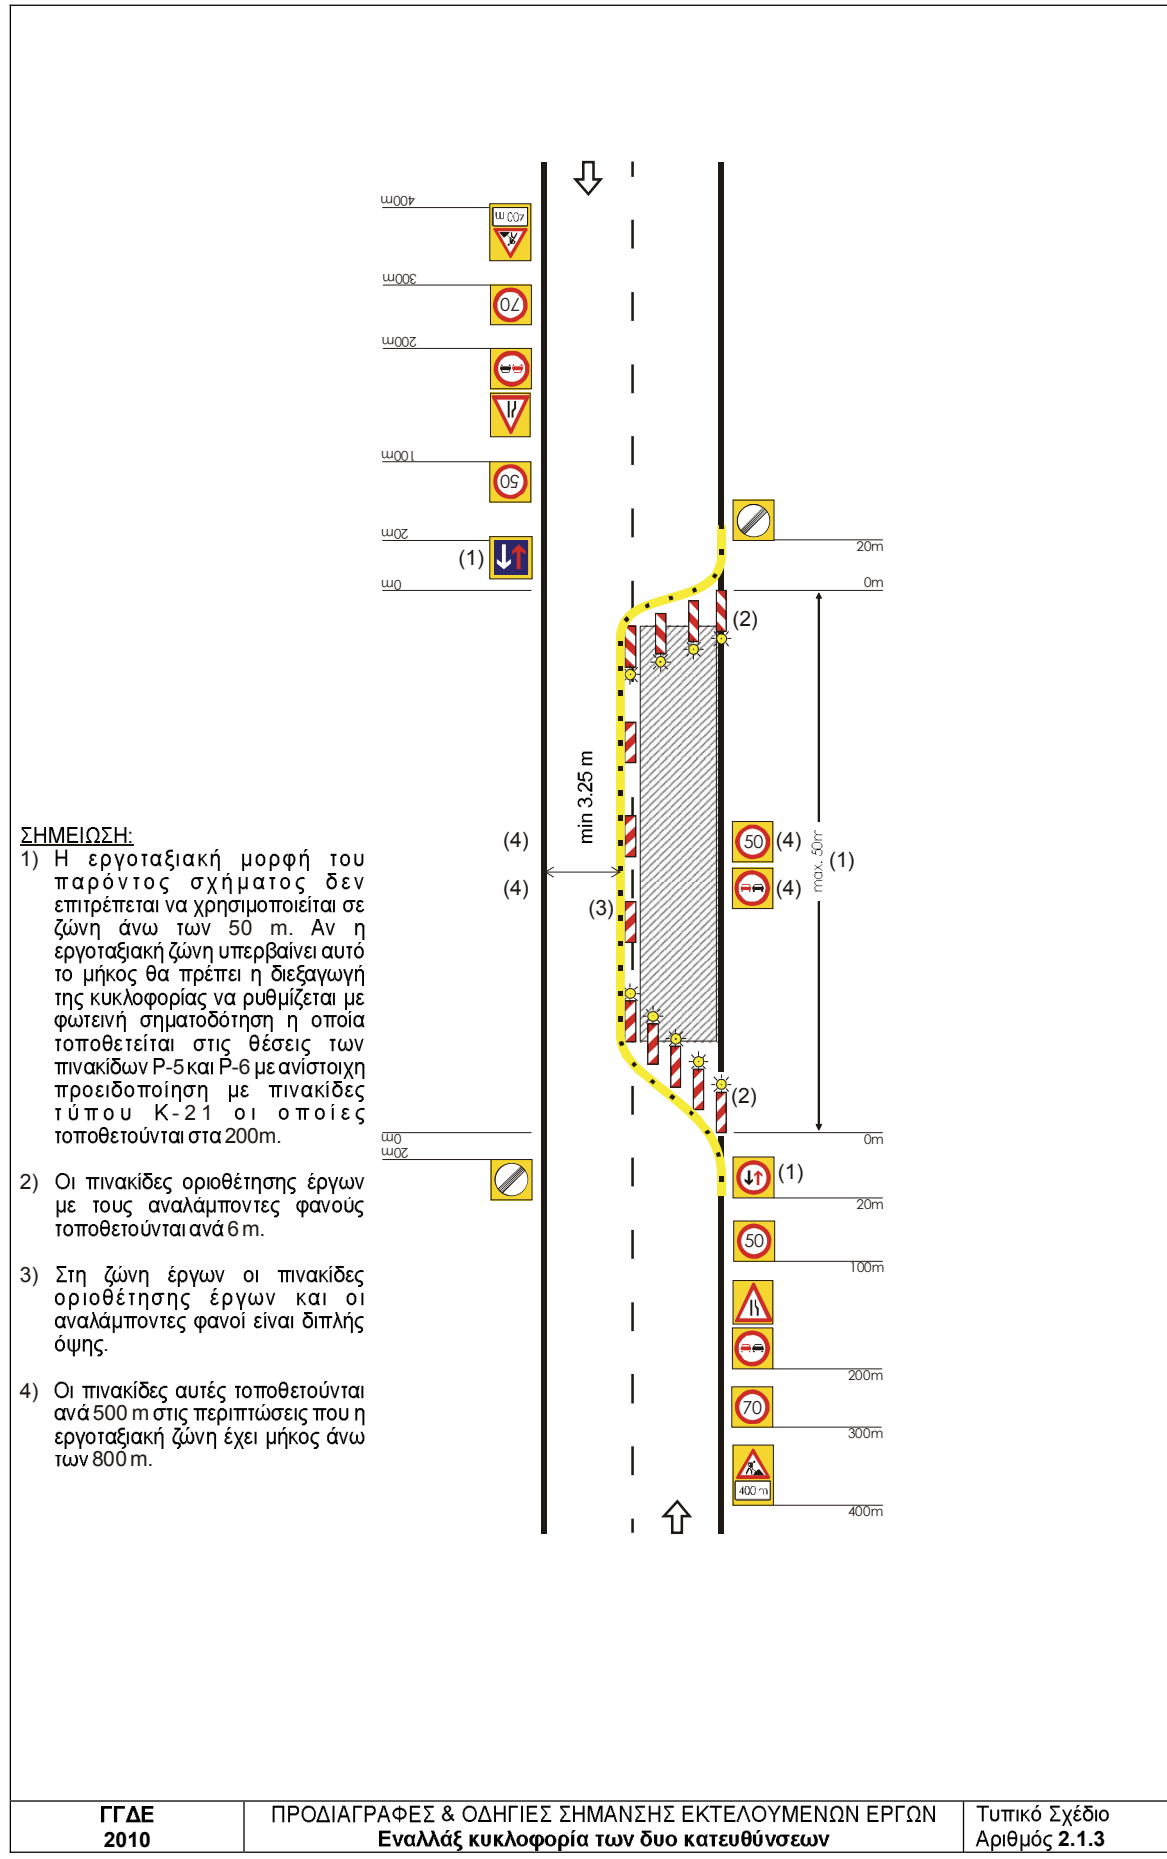 400m
400 m
300m
70
200m
100m
50
20m
(1)
0m
20m
0m
(2)
min 3.25 m
(4)
(4)
(3)
50
(4)
(4)
max. 50m
(1)
(2)
0m
20m
0m
(1)
20m
50
100m
200m
70
300m
400 m
400m
ΣΗΜΕΙΩΣΗ:
1) Η εργοταξιακή μορφή του
παρόντος σχήματος δεν
επιτρέπεται να χρησιμοποιείται σε
ζώνη άνω των 50 m. Αν η
εργοταξιακή ζώνη υπερβαίνει αυτό
το μήκος θα πρέπει η διεξαγωγή
της κυκλοφορίας να ρυθμίζεται με
φωτεινή σηματοδότηση η οποία
τοποθετείται στις θέσεις των
πινακίδων Ρ-5 και Ρ-6 με ανίστοιχη
προειδοποίηση με πινακίδες
τύπου Κ-21 οι οποίες
τοποθετούνται στα 200m.
2) Οι πινακίδες οριοθέτησης έργων
με τους αναλάμποντες φανούς
τοποθετούνται ανά 6 m.
3) Στη ζώνη έργων οι πινακίδες
οριοθέτησης έργων και οι
αναλάμποντες φανοί είναι διπλής
όψης.
4) Οι πινακίδες αυτές τοποθετούνται
ανά 500 m στις περιπτώσεις που η
εργοταξιακή ζώνη έχει μήκος άνω
των 800 m.
ΓΓΔΕ
2010
ΠΡΟΔΙΑΓΡΑΦΕΣ & ΟΔΗΓΙΕΣ ΣΗΜΑΝΣΗΣ ΕΚΤΕΛΟΥΜΕΝΩΝ ΕΡΓΩΝ
Εναλλάξ κυκλοφορία των δυο κατευθύνσεων
Τυπικό Σχέδιο
Αριθμός 2.1.3